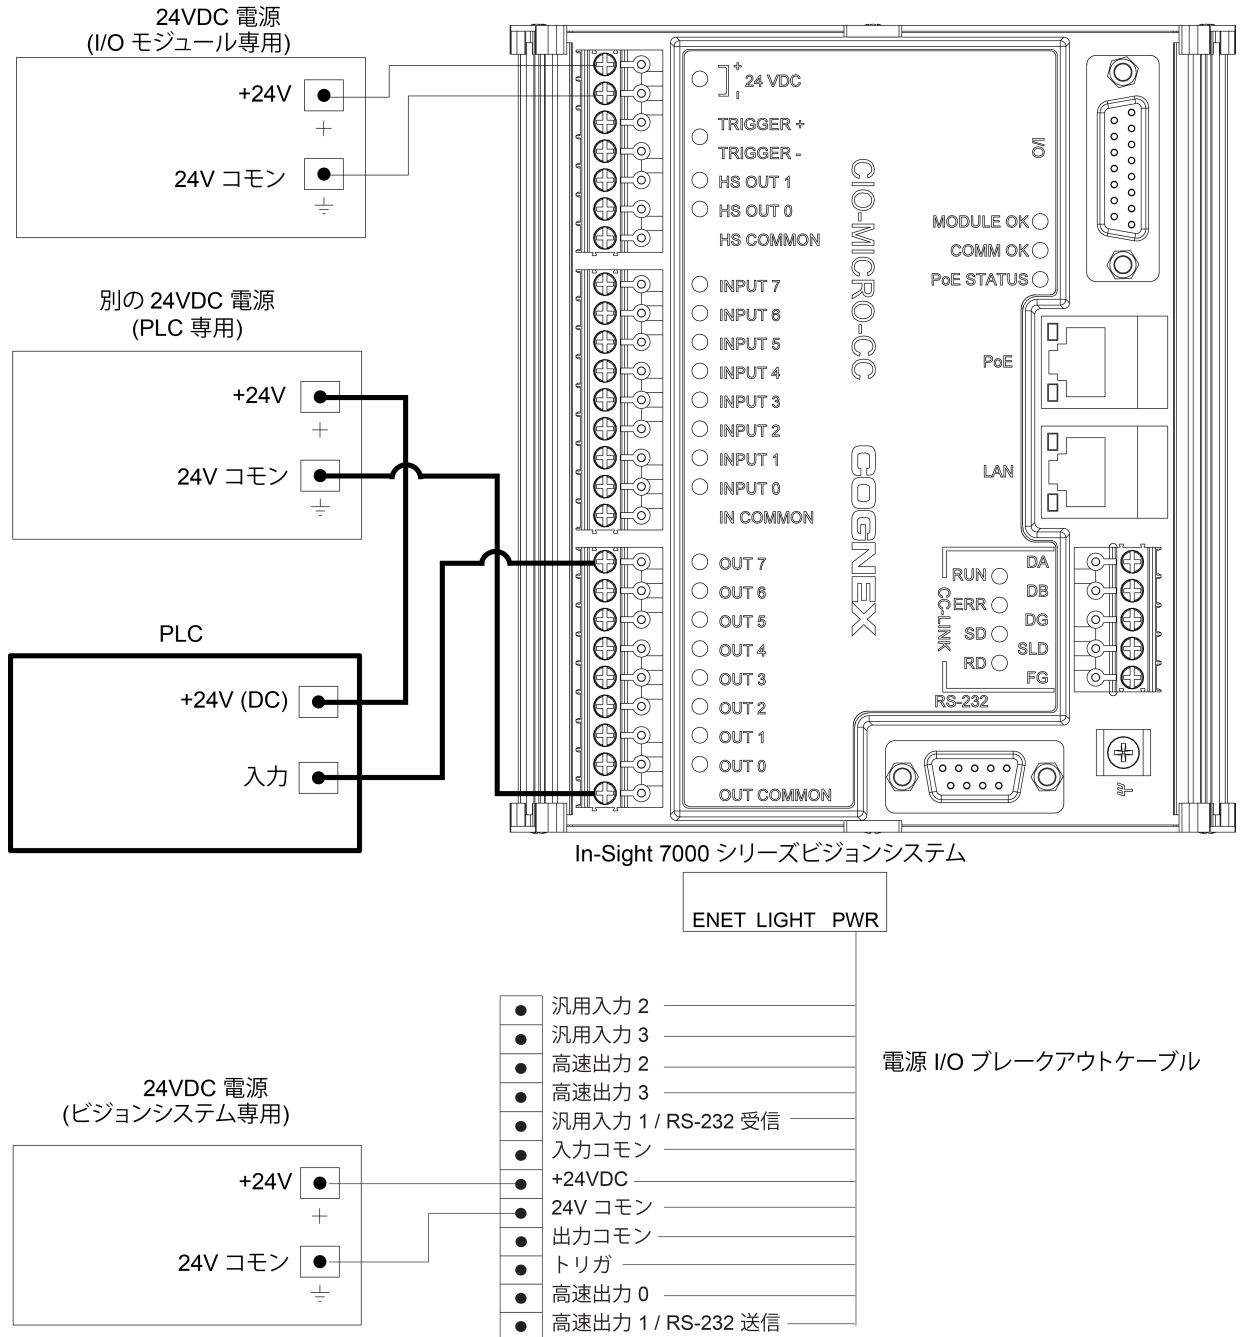 24VDC 電源
(I/O モジュール専用)
+24V
+
24V コモン
別の 24VDC 電源
(PLC 専用)
+24V
+
24V コモン
PLC
+24V (DC)
入力
+
-
24 VDC
TRIGGER +
TRIGGER -
HS OUT 1
HS OUT 0
HS COMMON
INPUT 7
INPUT 6
INPUT 5
INPUT 4
INPUT 3
INPUT 2
INPUT 1
INPUT 0
IN COMMON
OUT 7
OUT 6
OUT 5
OUT 4
OUT 3
OUT 2
OUT 1
OUT 0
OUT COMMON
CIO-MICRO-CC
COGNEX
I/O
MODULE OK
COMM OK
PoE STATUS
PoE
LAN
CC-LINK
RUN
ERR
SD
RD
DA
DB
DG
SLD
FG
RS-232
In-Sight 7000 シリーズビジョンシステム
ENET LIGHT PWR
汎用入力 2
汎用入力 3
高速出力 2
高速出力 3
汎用入力 1 / RS-232 受信
入力コモン
+24VDC
24V コモン
出力コモン
トリガ
高速出力 0
高速出力 1 / RS-232 送信
電源 I/O ブレークアウトケーブル
24VDC 電源
(ビジョンシステム専用)
+24V
+
24V コモン